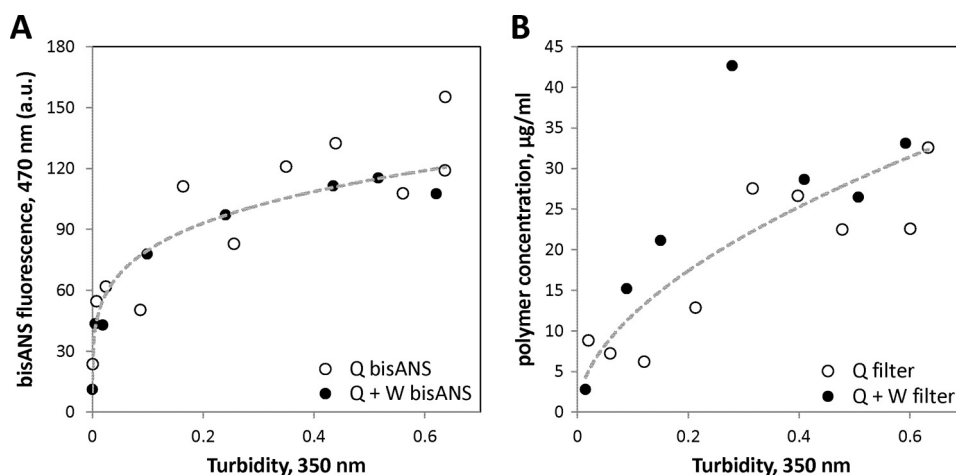 A
bisANS fluorescence, 470 nm (a.u.)
180
150
120
90
60
30
0
0
0.2
0.4
0.6
Turbidity, 350 nm
Q bisANS
Q + W bisANS
B
polymer concentration, µg/ml
45
40
35
30
25
20
15
10
5
0
0
0.2
0.4
0.6
Turbidity, 350 nm
Q filter
Q + W filter